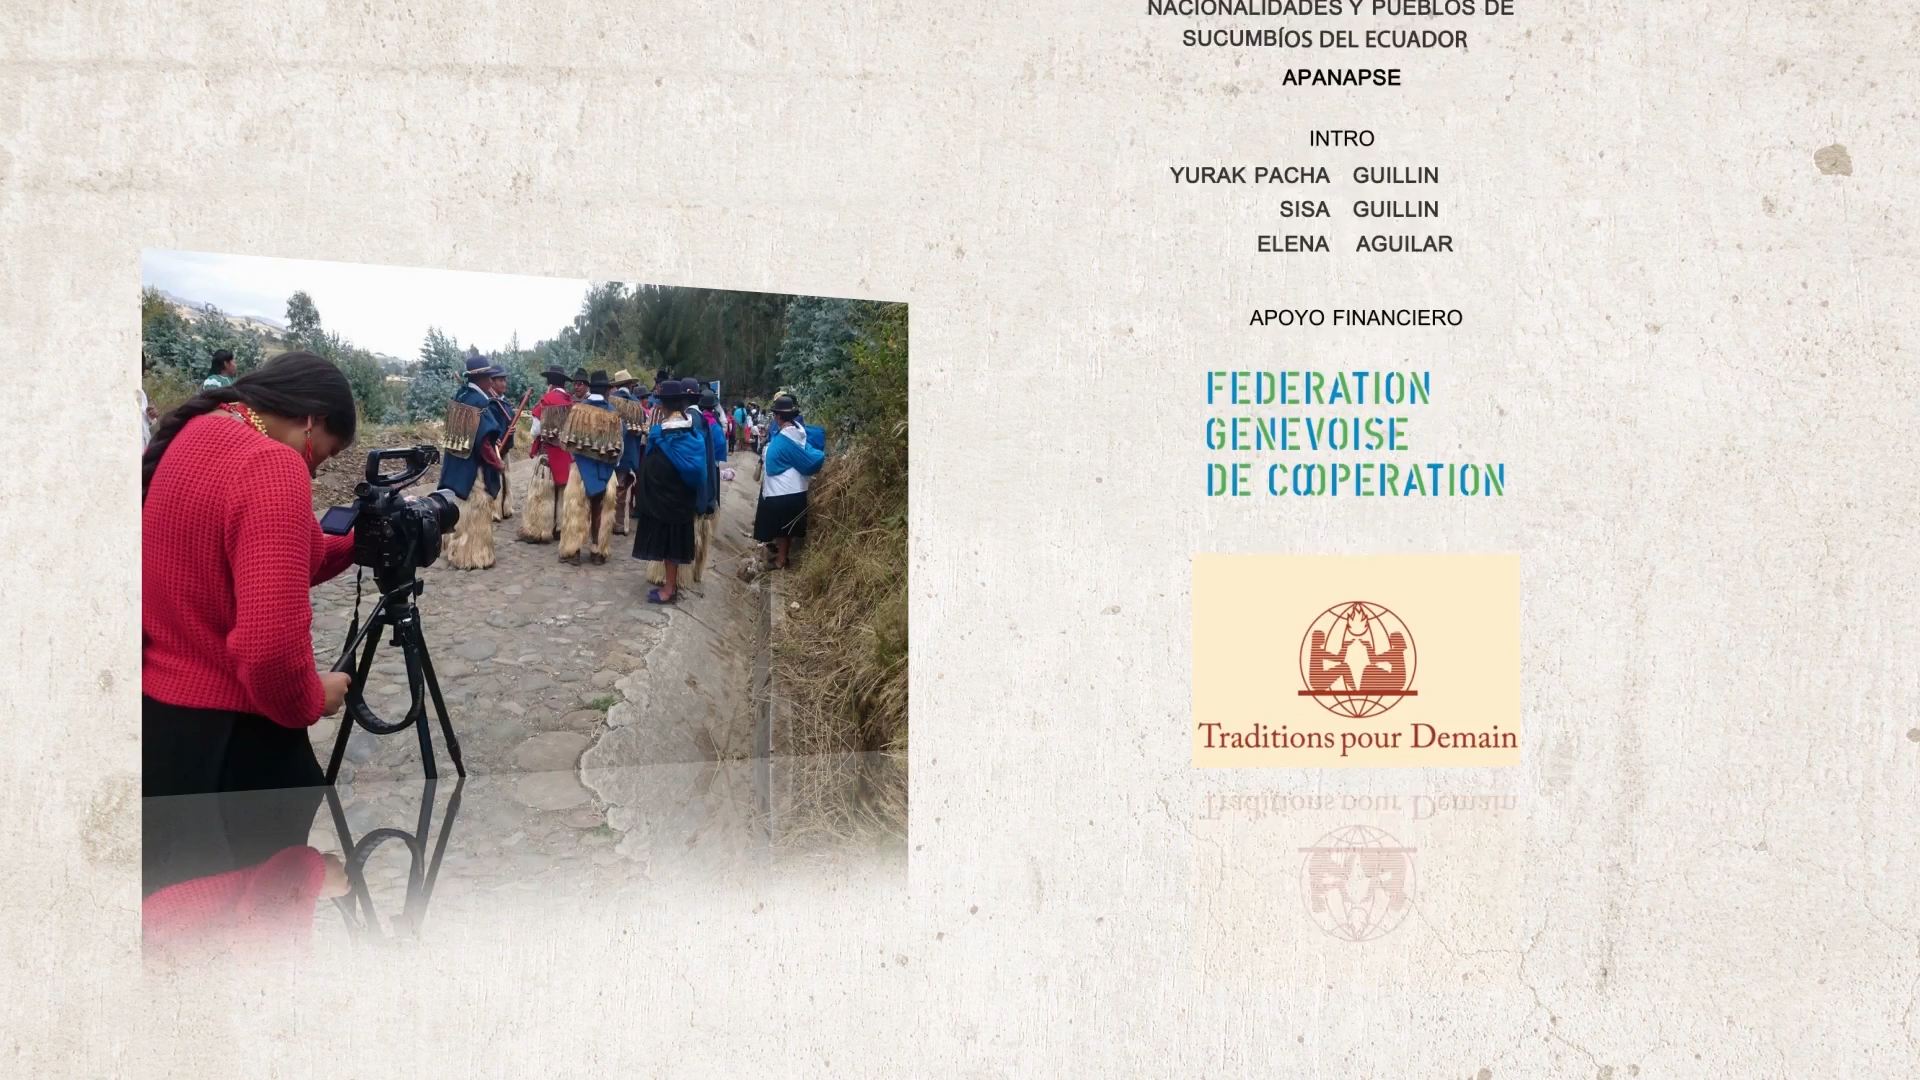 NACIONALIDADES Y PUEBLOS DE
SUCUMBÍOS DEL ECUADOR
APANAPSE
INTRO
YURAK PACHA GUILLIN
SISA GUILLIN
ELENA AGUILAR
APOYO FINANCIERO
FEDERATION
GENEVOISE
DE COOPERATION
Traditions pour Demain